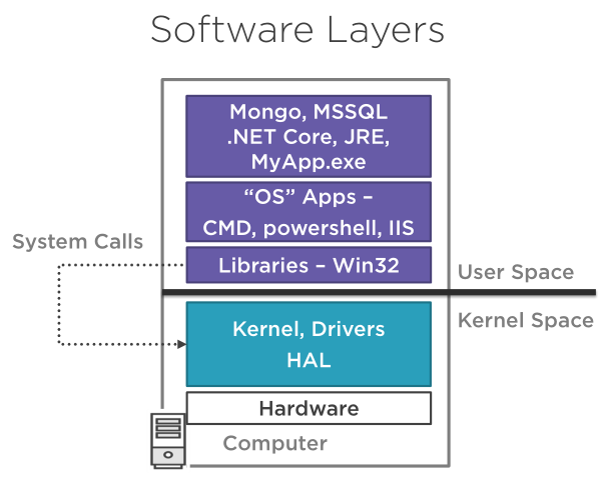 Software Layers
Mongo, MSSQL
.NET Core, JRE,
MyApp.exe
“OS” Apps –
CMD, powershell, IIS
System Calls
Libraries – Win32
User Space
Kernel Space
Kernel, Drivers
HAL
Hardware
Computer